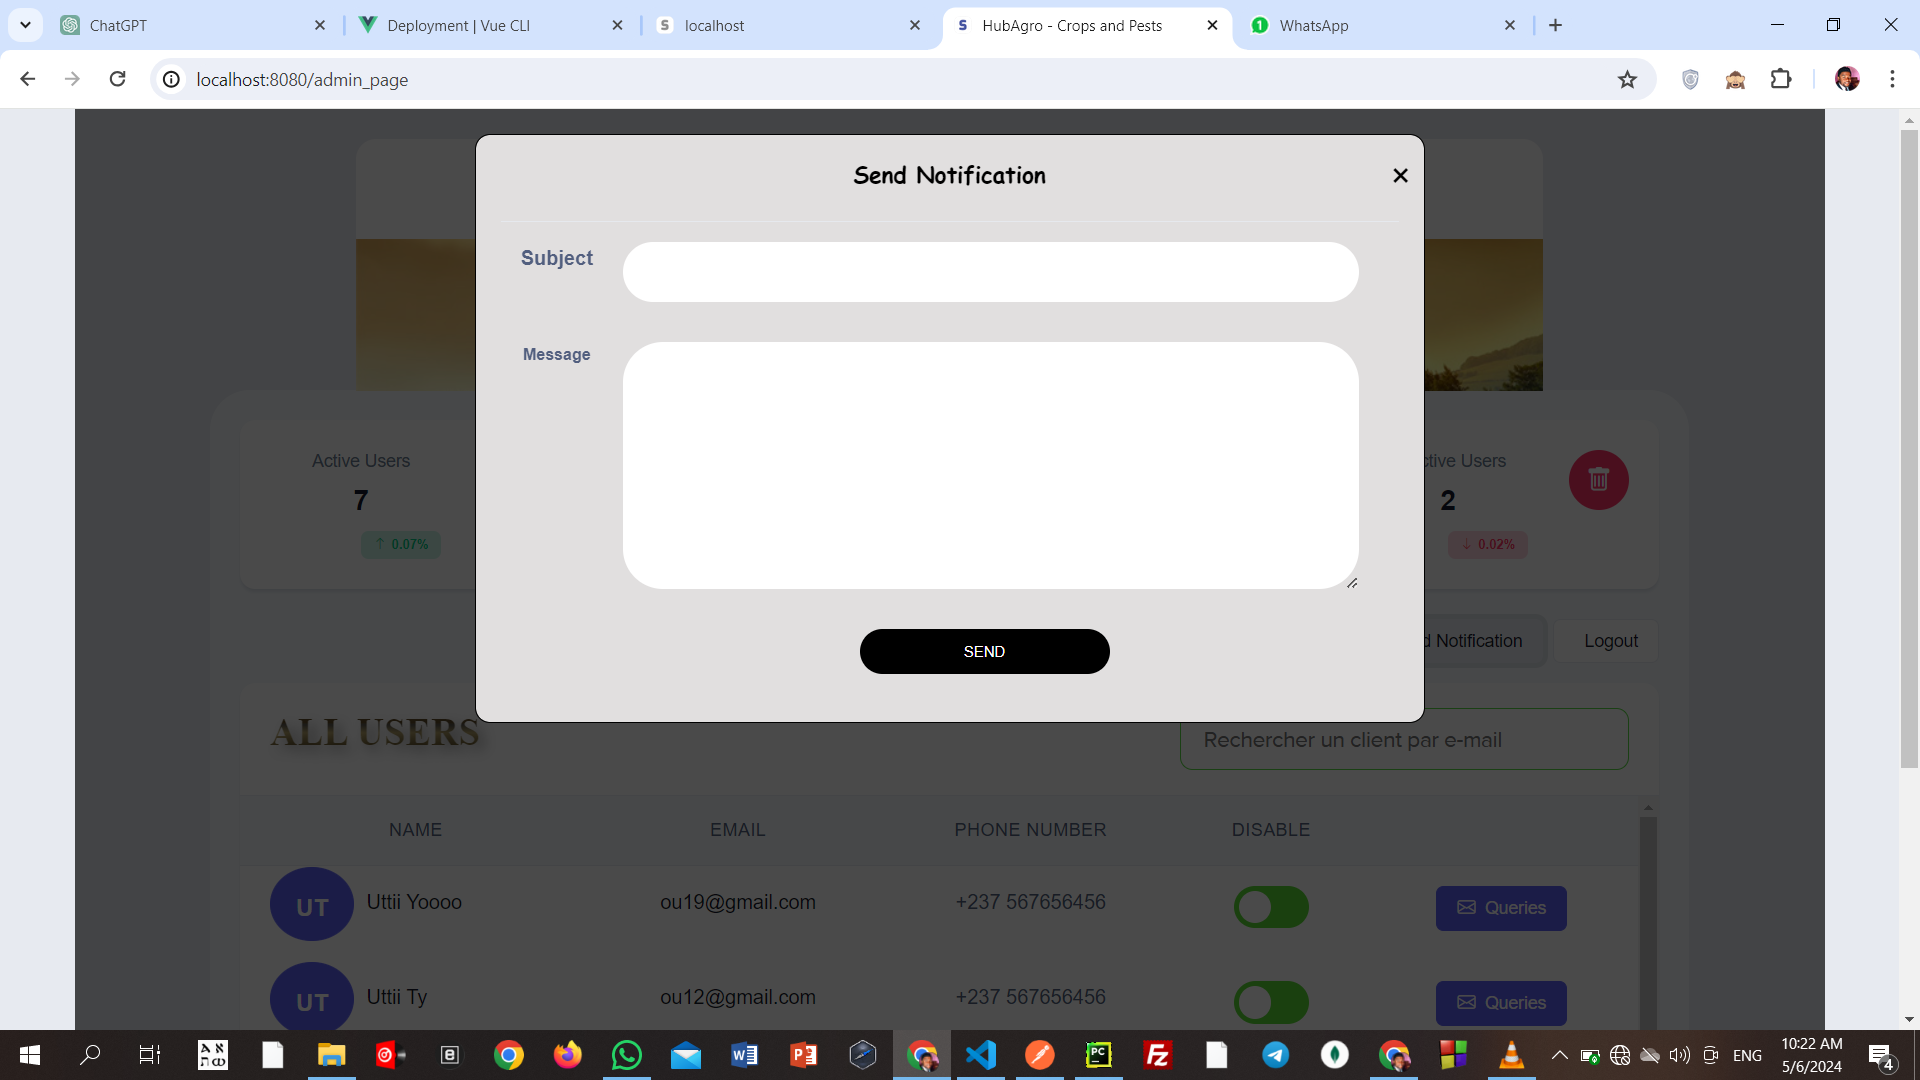 ChatGPT
Deployment | Vue CLI
S localhost
S HubAgro - Crops and Pests
1 WhatsApp
localhost:8080/admin_page
Send Notification
Subject
Message
SEND
Active Users
7
↑ 0.07%
ctive Users
2
↓ 0.02%
d Notification
Logout
ALL USERS
Rechercher un client par e-mail
NAME EMAIL PHONE NUMBER DISABLE
UT Uttii Yoooo ou19@gmail.com +237 567656456 Queries
UT Uttii Ty ou12@gmail.com +237 567656456 Queries
ENG
10:22 AM
5/6/2024
4